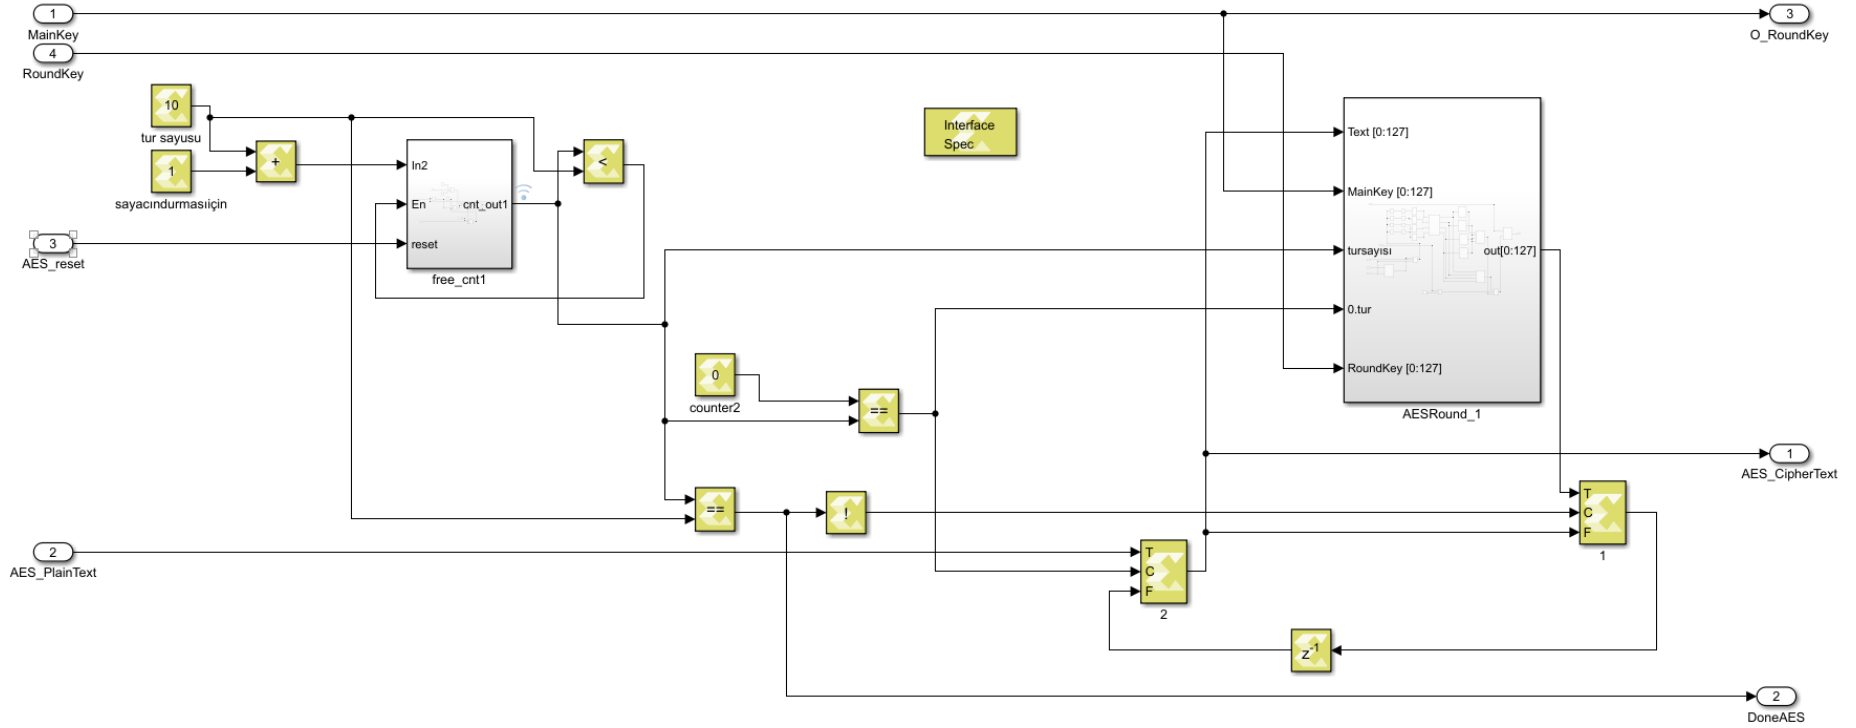 1
MainKey
3
O_RoundKey
4
RoundKey
10
tur sayusu
1
sayacındurmasıiçin
+
In2
En
cnt_out1
reset
free_cnt1
<
3
AES_reset
Interface
Spec
Text [0:127]
MainKey [0:127]
tursayısı
out[0:127]
0.tur
RoundKey [0:127]
AESRound_1
0
counter2
==
==
!
1
AES_CipherText
T
C
F
1
2
AES_PlainText
T
C
F
2
z-1
2
DoneAES